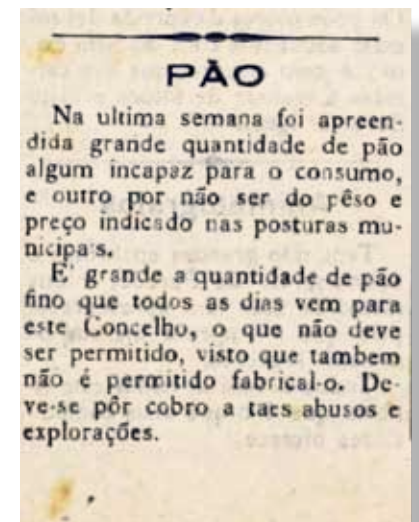 PÃO
Na ultima semana foi apreen-
dida grande quantidade de pão
algum incapaz para o consumo,
e outro por não ser do pêso e
preço indicado nas posturas mu-
nicipa's.
E' grande a quantidade de pão
fino que todos as dias vem para
este Concelho, o que não deve
ser permitido, visto que tambem
não é permitido fabrical-o. De-
ve-se pôr cobro a taes abusos e
explorações.